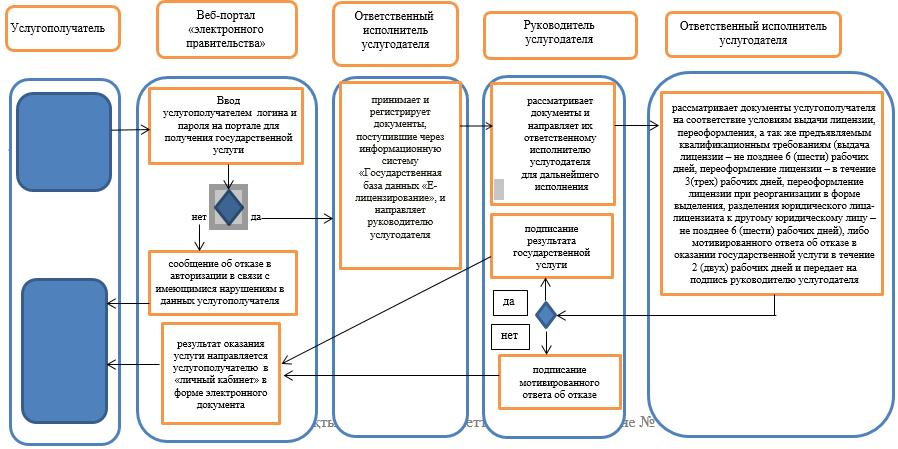 Услугополучатель
Веб-портал
«электронного
правительства»
Ответственный
исполнитель
услугодателя
Руководитель
услугодателя
Ответственный исполнитель
услугодателя
Ввод
услугополучателем логина и
пароля на портале для
получения государственной
услуги
нет
да
сообщение об отказе в
авторизации в связи с
имеющимися нарушениям в
данных услугополучателя
результат оказания
услуги направляется
услугополучателю в
«личный кабинет» в
форме электронного
документа
принимает и
регистрирует
документы,
поступившие через
информационную
систему
«Государственная
база данных «Е-
лицензирование», и
направляет
руководителю
услугодателя
рассматривает
документы и
направляет их
ответственному
исполнителю
услугодателя
для дальнейшего
исполнения
подписание
результата
государственной
услуги
да
нет
подписание
мотивированного
ответа об отказе
рассматривает документы услугополучателя
на соответствие условиям выдачи лицензии,
переоформления, а так же предъявляемым
квалификационным требованиям (выдача
лицензии – не позднее 6 (шести) рабочих
дней, переоформление лицензии – в течение
3(трех) рабочих дней, переоформление
лицензии при реорганизации в форме
выделения, разделения юридического лица-
лицензиата к другому юридическому лицу –
не позднее 6 (шести) рабочих дней), либо
мотивированного ответа об отказе в
оказании государственной услуги в течение
2 (двух) рабочих дней и передает на
подпись руководителю услугодателя